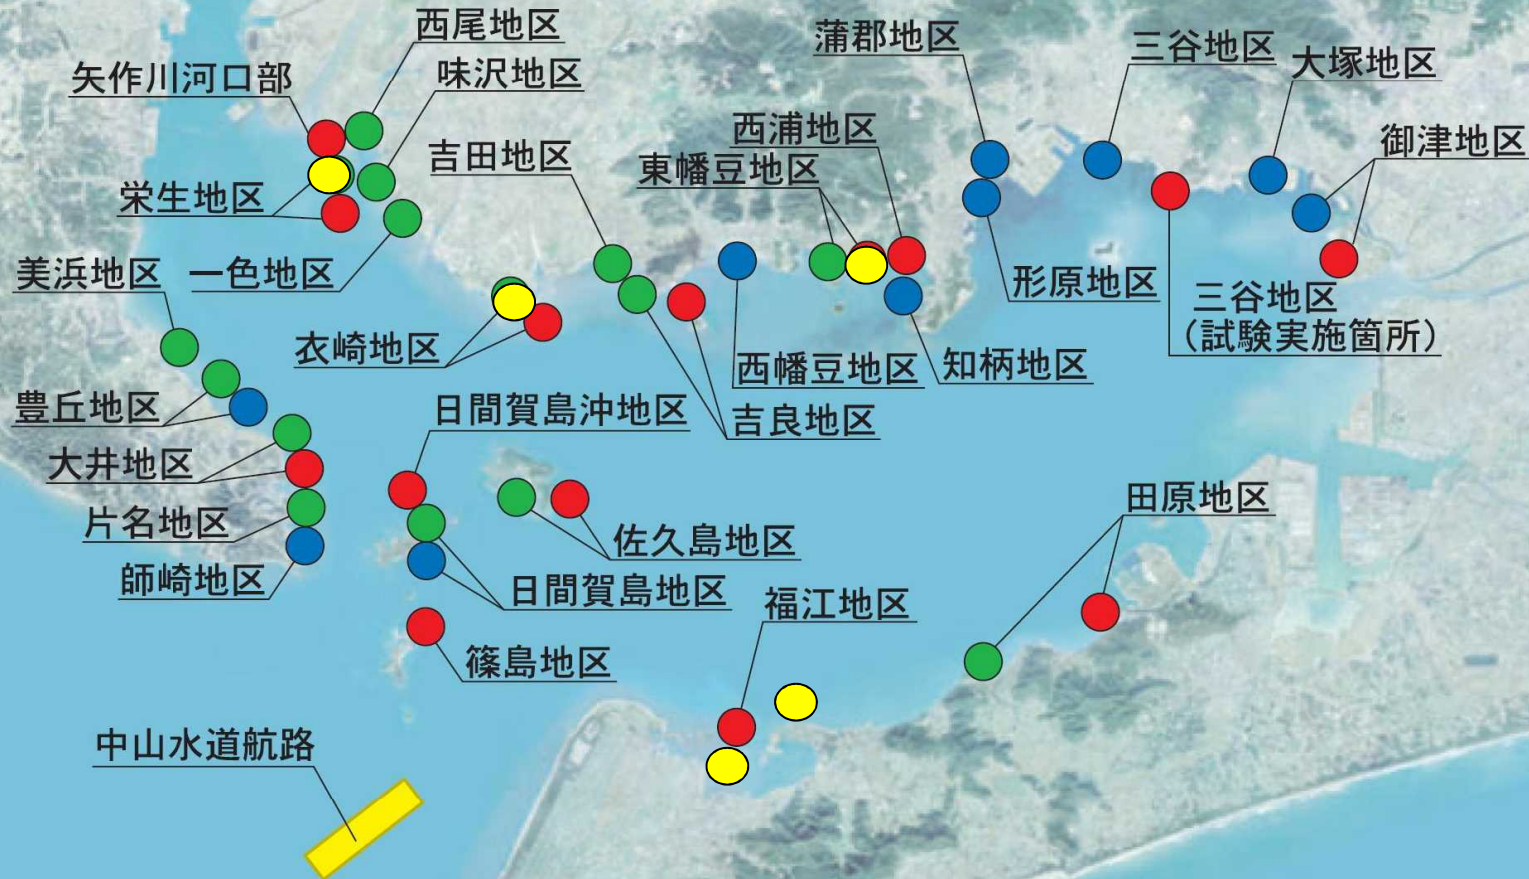 西尾地区
蒲郡地区
三谷地区
大塚地区
矢作川河口部
味沢地区
西浦地区
御津地区
吉田地区
東幡豆地区
栄生地区
美浜地区
一色地区
形原地区
三谷地区
（試験実施箇所）
衣崎地区
西幡豆地区
知柄地区
豊丘地区
日間賀島沖地区
吉良地区
大井地区
田原地区
片名地区
佐久島地区
師崎地区
日間賀島地区
福江地区
篠島地区
中山水道航路